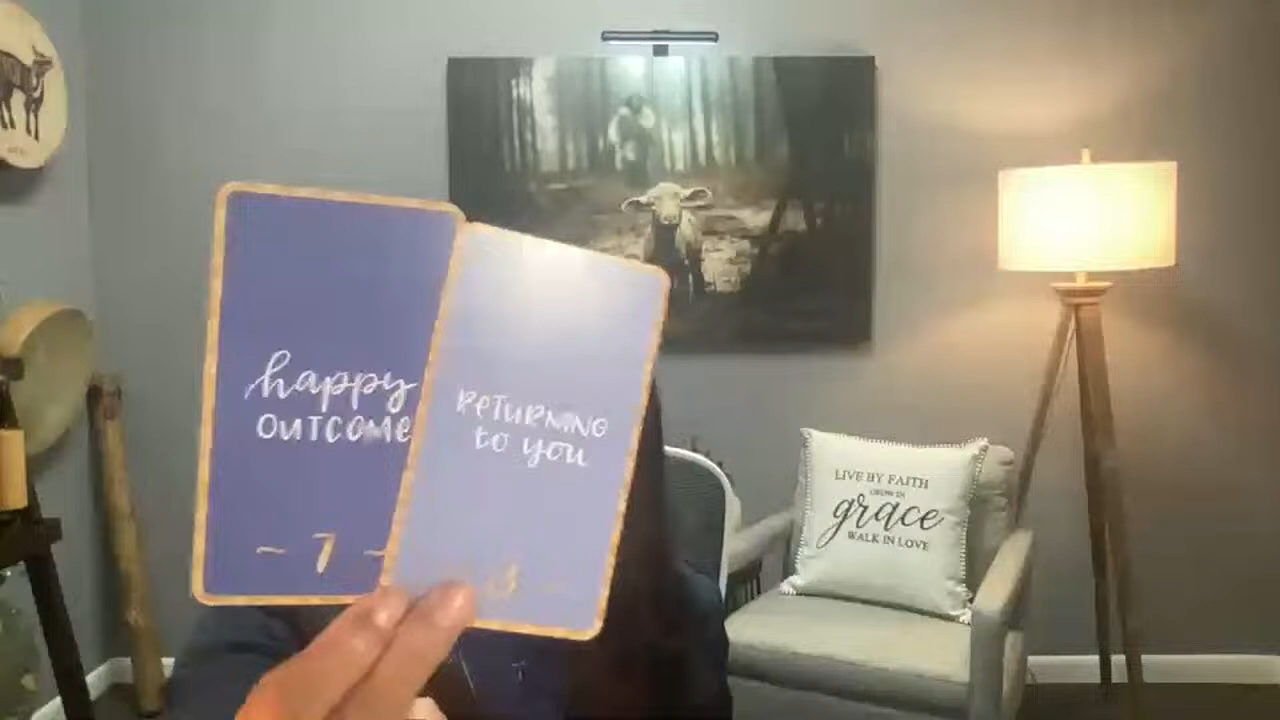 happy
OUTCOME
~ 7 ~
RETURNING
to you
LIVE BY FAITH
GROW IN
grace
WALK IN LOVE